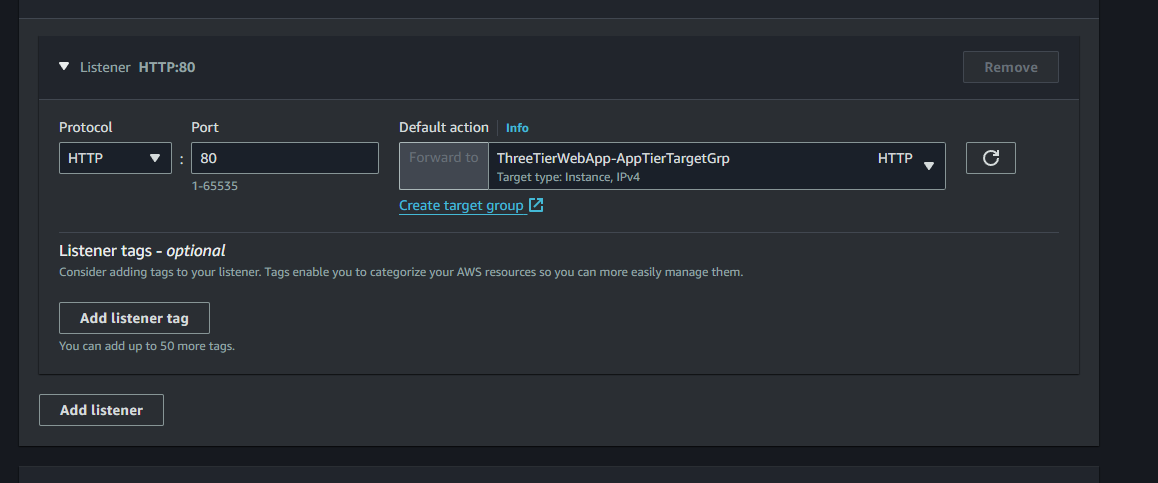 Listener HTTP:80
Remove
Protocol
Port
Default action
Info
HTTP
:
80
Forward to
ThreeTierWebApp-AppTierTargetGrp
HTTP
Target type: Instance, IPv4
1-65535
Create target group
Listener tags - optional
Consider adding tags to your listener. Tags enable you to categorize your AWS resources so you can more easily manage them.
Add listener tag
You can add up to 50 more tags.
Add listener